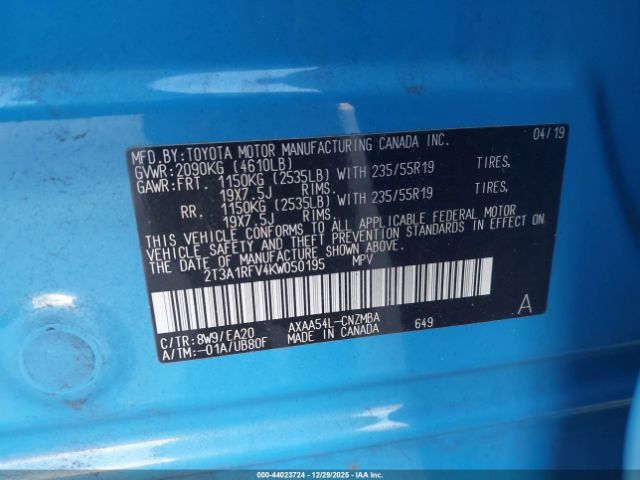 MFD.BY:TOYOTA MOTOR MANUFACTURING CANADA INC. 04/19
GVWR:2090KG (4610LB)
GAWR:FRT. 1150KG (2535LB) WITH 235/55R19 TIRES,
19X7.5J RIMS.
RR. 1150KG (2535LB) WITH 235/55R19 TIRES,
19X7.5J RIMS.
THIS VEHICLE CONFORMS TO ALL APPLICABLE FEDERAL MOTOR
VEHICLE SAFETY AND THEFT PREVENTION STANDARDS IN EFFECT
ON THE DATE OF MANUFACTURE SHOWN ABOVE.
2T3A1RFV4KW050195 MPV
A
C/TR:8W9/EA20 AXAA54L-CNZMBA 649
A/TM:-01A/UB80F MADE IN CANADA
000-44023724 - 12/29/2025 - IAAI.COM